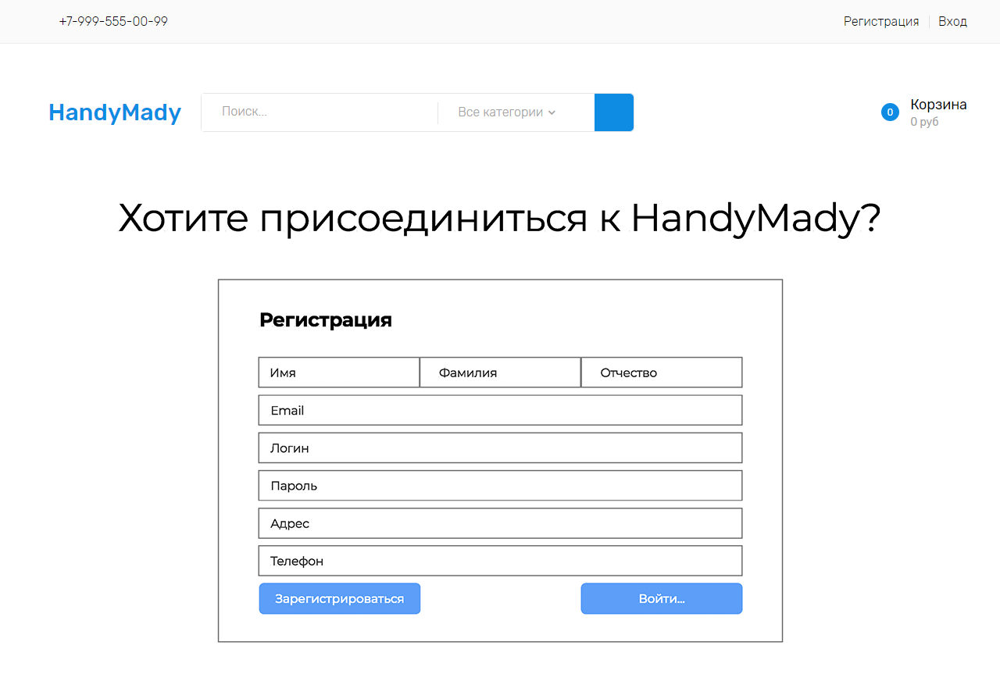 +7-999-555-00-99 Регистрация Вход
HandyMady Поиск... Все категории 0 Корзина
0 руб
Хотите присоединиться к HandyMady?
Регистрация
Имя Фамилия Отчество
Email
Логин
Пароль
Адрес
Телефон
Зарегистрироваться Войти...